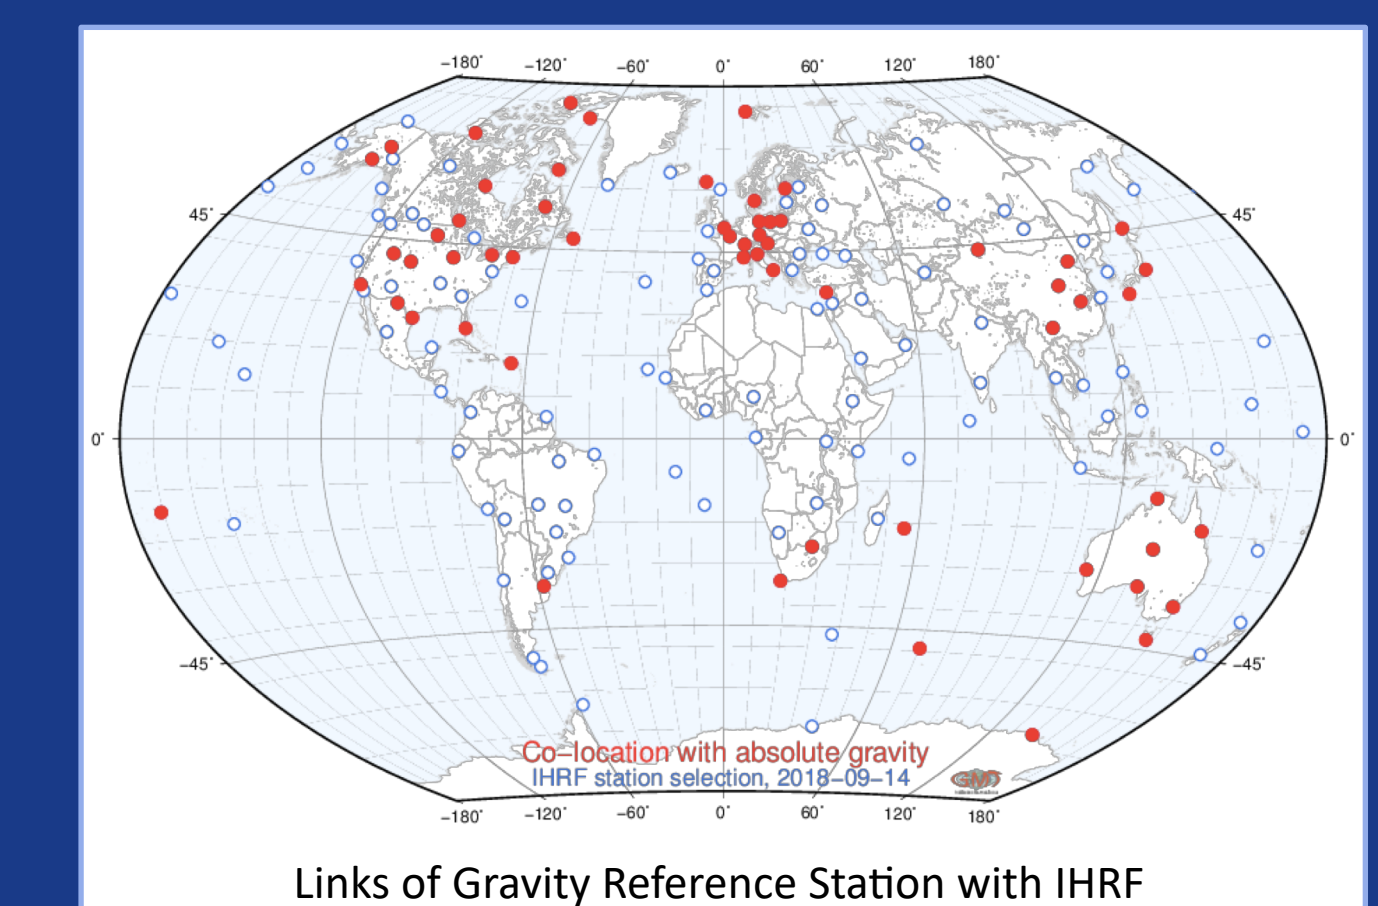 −180˚ −120˚ −60˚ 0˚ 60˚ 120˚ 180˚
45˚ 45˚
0˚ 0˚
−45˚ −45˚
Co−location with absolute gravity
IHRF station selection, 2018−09−14
GMT
−180˚ −120˚ −60˚ 0˚ 60˚ 120˚ 180˚
Links of Gravity Reference Station with IHRF